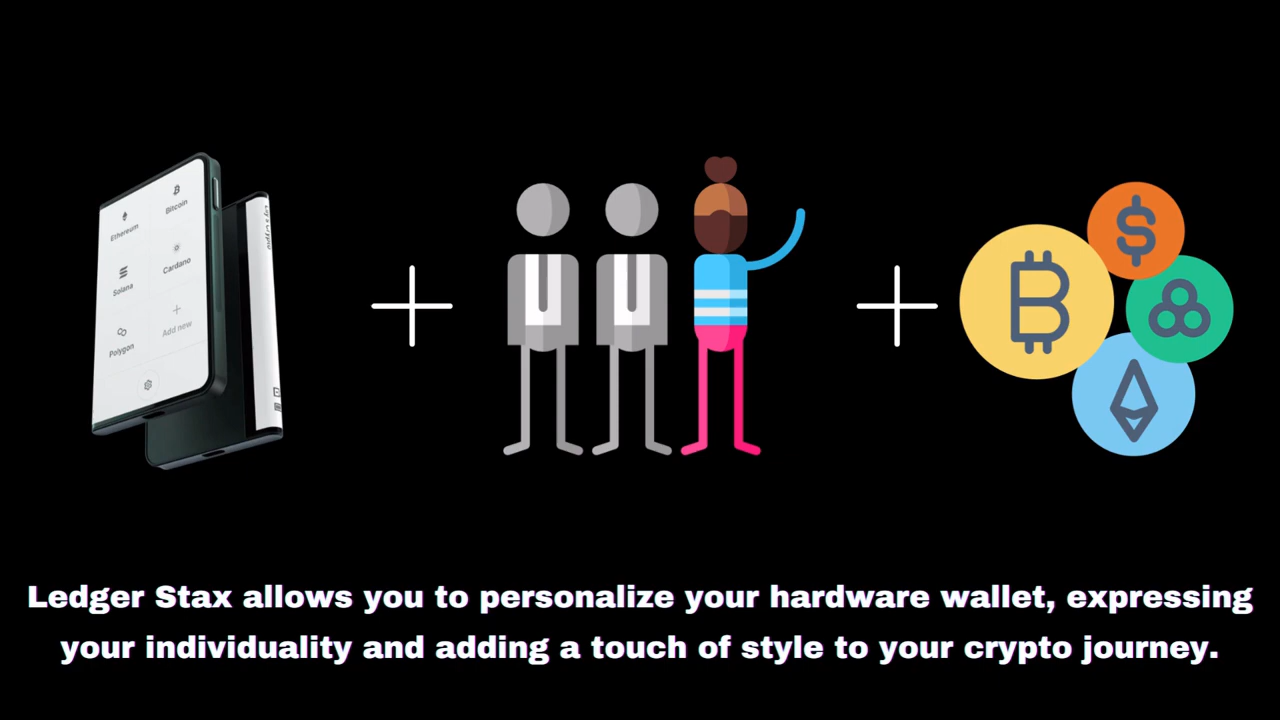 Bitcoin
Ethereum
Cardano
Solana
Add new
Polygon
$
Ledger Stax allows you to personalize your hardware wallet, expressing
your individuality and adding a touch of style to your crypto journey.